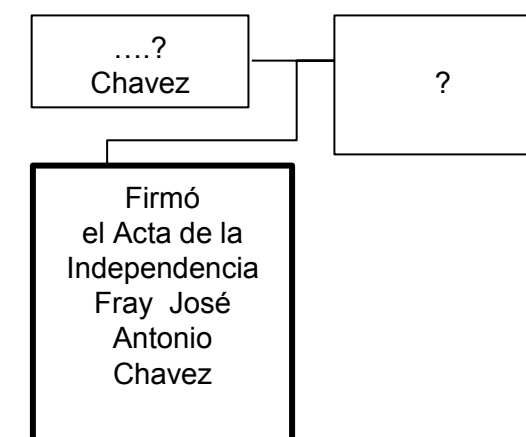 ….?
Chavez
?
Firmó
el Acta de la
Independencia
Fray José
Antonio
Chavez